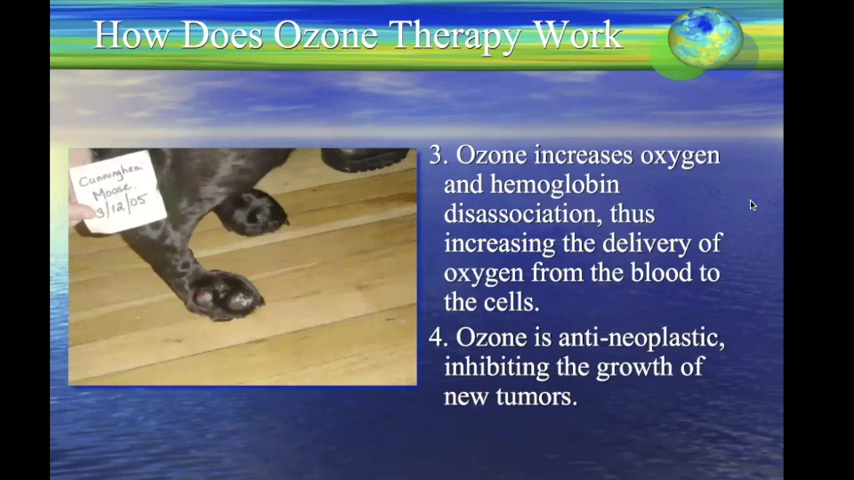 How Does Ozone Therapy Work
Cunningham
Moose
3/12/05
3. Ozone increases oxygen
and hemoglobin
disassociation, thus
increasing the delivery of
oxygen from the blood to
the cells.
4. Ozone is anti-neoplastic,
inhibiting the growth of
new tumors.